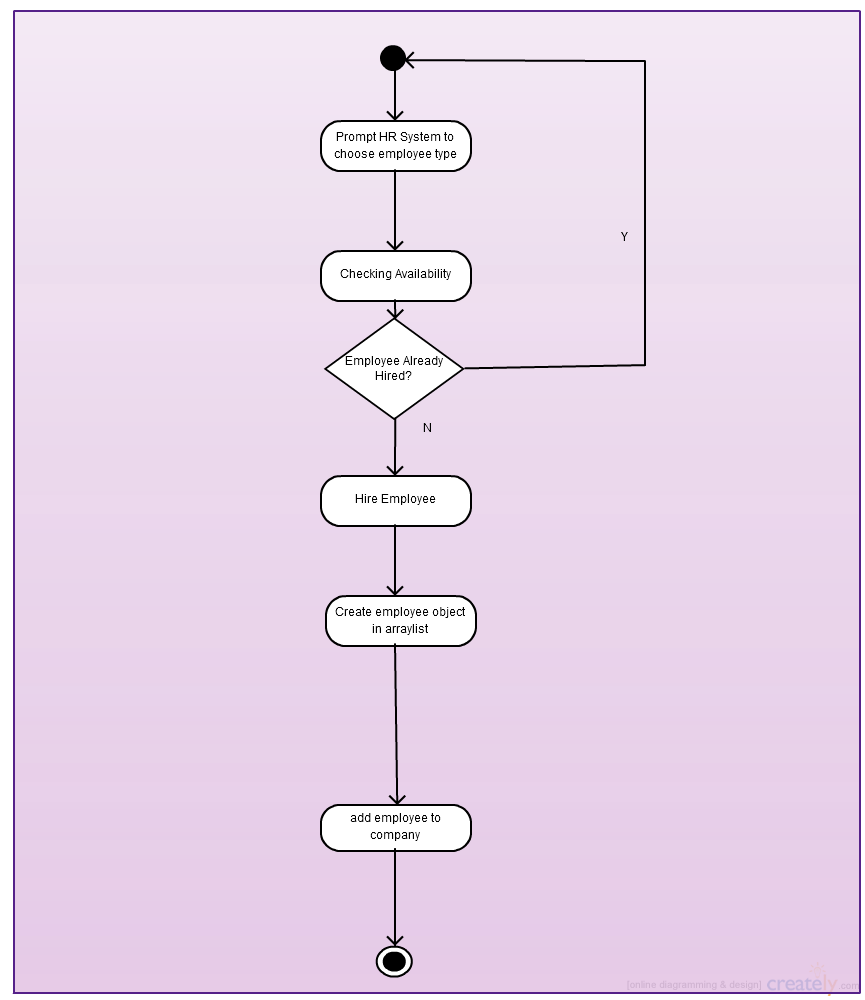 Prompt HR System to
choose employee type
Y
Checking Availability
Employee Already
Hired?
N
Hire Employee
Create employee object
in arraylist
add employee to
company
[online diagramming & design] creately.com